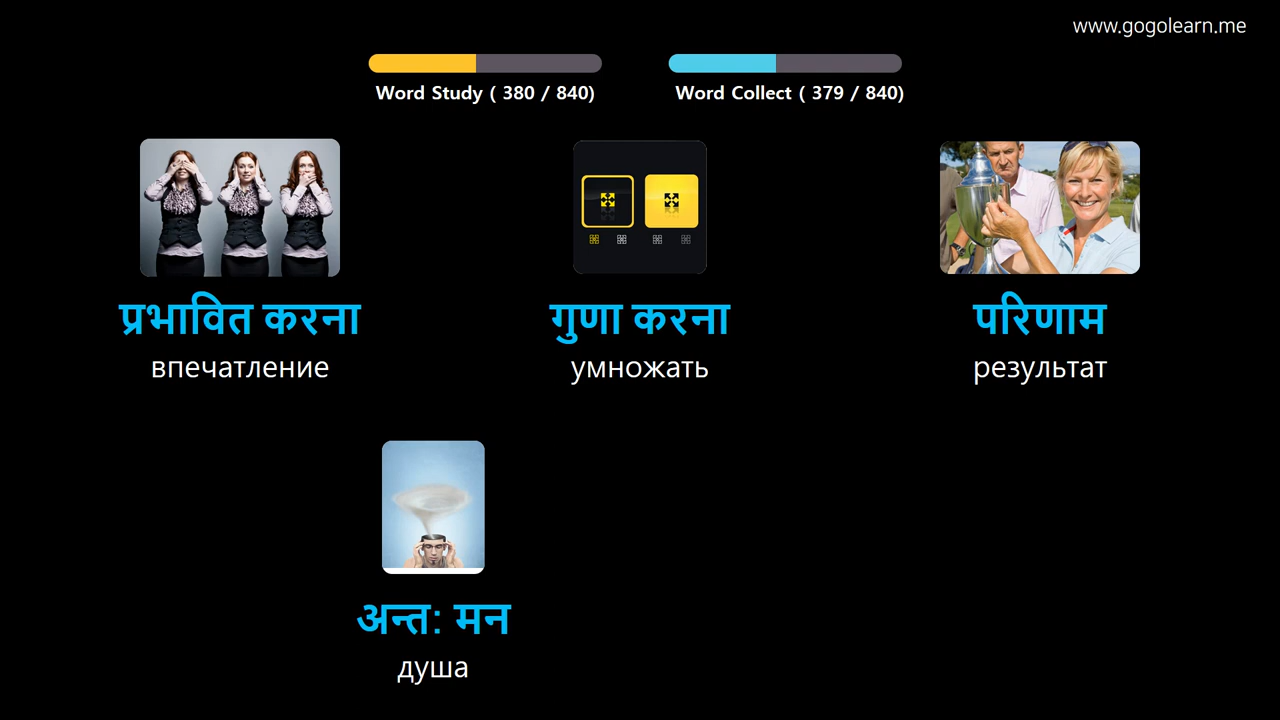 www.gogolearn.me
Word Study ( 380 / 840)
Word Collect ( 379 / 840)
प्रभावित करना
впечатление
गुणा करना
умножать
परिणाम
результат
अन्त: मन
душа